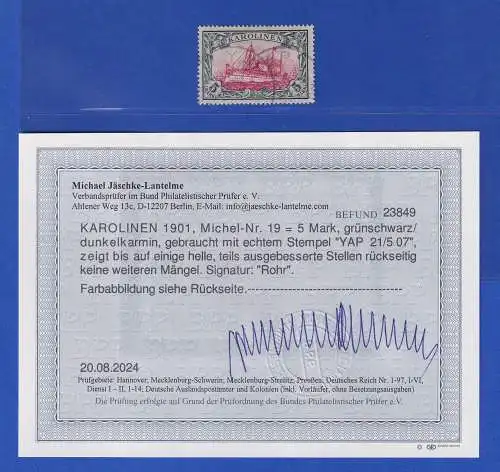 KAROLINEN
5 5
Michael Jäschke-Lantelme
Verbandsprüfer im Bund Philatelistischer Prüfer e. V.
Ahlener Weg 13c, D-12207 Berlin, E-Mail: info@jaeschke-lantelme.com
BEFUND 23849
KAROLINEN 1901, Michel-Nr. 19 = 5 Mark, grünschwarz/
dunkelkarmin, gebraucht mit echtem Stempel "YAP 21/5 07",
zeigt bis auf einige helle, teils ausgebesserte Stellen rückseitig
keine weiteren Mängel. Signatur: "Rohr".
Farbabbildung siehe Rückseite.
20.08.2024
Prüfgebiete: Hannover; Mecklenburg-Schwerin; Mecklenburg-Strelitz; Preußen; Deutsches Reich Nr. 1-97, I-VI,
Dienst I – II, 1-14; Deutsche Auslandspostämter und Kolonien (inkl. Vorläufer, ohne Besetzungsausgaben)
Die Prüfung erfolgte auf Grund der Prüfordnung des Bundes Philatelistischer Prüfer e.V.